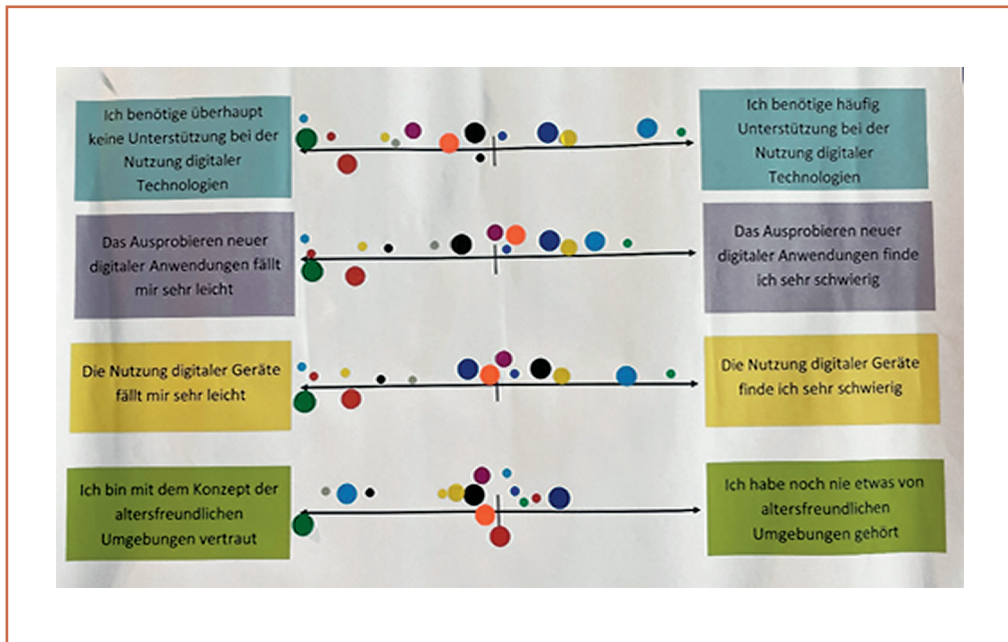 Ich benötige überhaupt
keine Unterstützung bei der
Nutzung digitaler
Technologien
Ich benötige häufig
Unterstützung bei der
Nutzung digitaler
Technologien
Das Ausprobieren neuer
digitaler Anwendungen fällt
mir sehr leicht
Das Ausprobieren neuer
digitaler Anwendungen finde
ich sehr schwierig
Die Nutzung digitaler Geräte
fällt mir sehr leicht
Die Nutzung digitaler Geräte
finde ich sehr schwierig
Ich bin mit dem Konzept der
altersfreundlichen
Umgebungen vertraut
Ich habe noch nie etwas von
altersfreundlichen
Umgebungen gehört